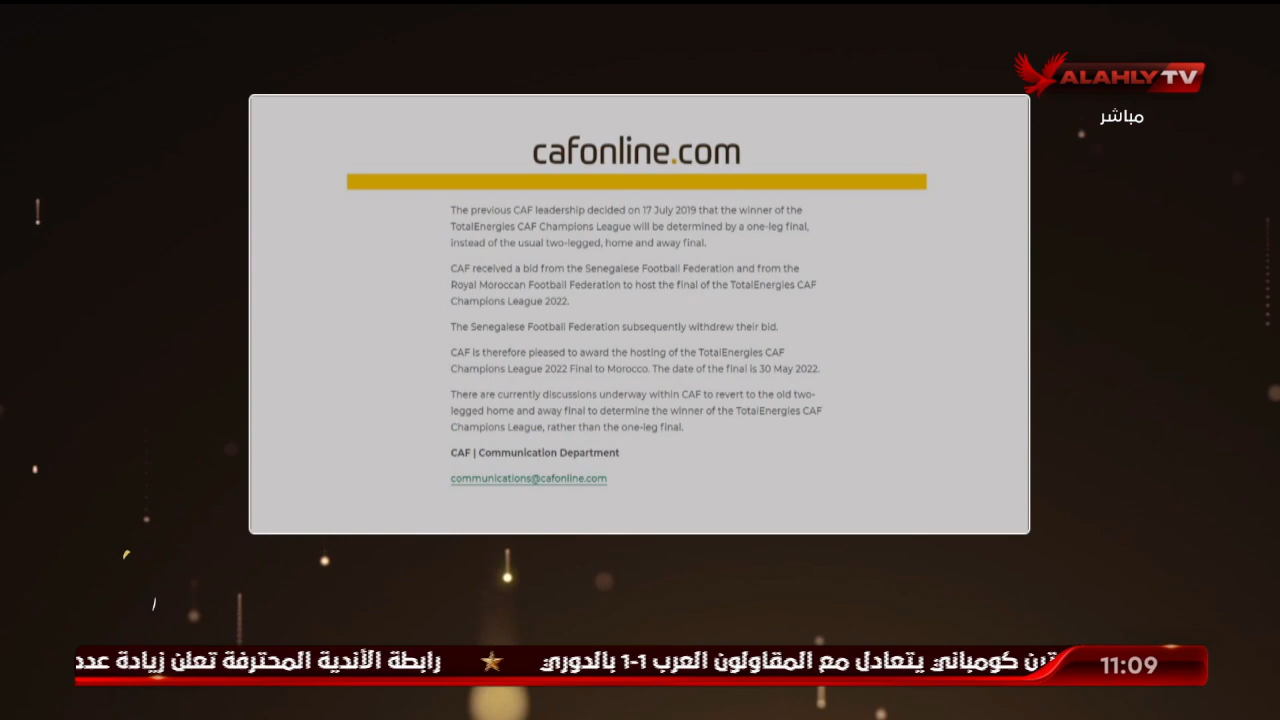 ALAHLY TV
مباشر
cafonline.com
The previous CAF leadership decided on 17 July 2019 that the winner of the
TotalEnergies CAF Champions League will be determined by a one-leg final,
instead of the usual two-legged, home and away final.
CAF received a bid from the Senegalese Football Federation and from the
Royal Moroccan Football Federation to host the final of the TotalEnergies CAF
Champions League 2022.
The Senegalese Football Federation subsequently withdrew their bid.
CAF is therefore pleased to award the hosting of the TotalEnergies CAF
Champions League 2022 Final to Morocco. The date of the final is 30 May 2022.
There are currently discussions underway within CAF to revert to the old two-
legged home and away final to determine the winner of the TotalEnergies CAF
Champions League, rather than the one-leg final.
CAF | Communication Department
communications@cafonline.com
كومباني يتعادل مع المقاولون العرب 1-1 بالدوري ★ رابطة الأندية المحترفة تعلن زيادة عدد
11:09